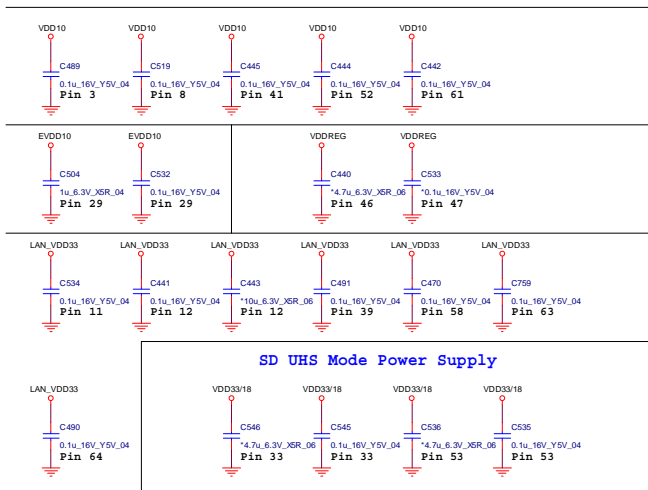 VDD10 VDD10 VDD10 VDD10 VDD10
C489 C519 C445 C444 C442
0.1u_16V_Y5V_04 0.1u_16V_Y5V_04 0.1u_16V_Y5V_04 0.1u_16V_Y5V_04 0.1u_16V_Y5V_04
Pin 3 Pin 8 Pin 41 Pin 52 Pin 61
EVDD10 EVDD10 VDDREG VDDREG
C504 C532 C440 C533
1u_6.3V_X5R_04 0.1u_16V_Y5V_04 *4.7u_6.3V_X5R_06 *0.1u_16V_Y5V_04
Pin 29 Pin 29 Pin 46 Pin 47
LAN_VDD33 LAN_VDD33 LAN_VDD33 LAN_VDD33 LAN_VDD33 LAN_VDD33
C534 C441 C443 C491 C470 C759
0.1u_16V_Y5V_04 0.1u_16V_Y5V_04 *10u_6.3V_X5R_06 0.1u_16V_Y5V_04 0.1u_16V_Y5V_04 0.1u_16V_Y5V_04
Pin 11 Pin 12 Pin 12 Pin 39 Pin 58 Pin 63
SD UHS Mode Power Supply
LAN_VDD33 VDD33/18 VDD33/18 VDD33/18 VDD33/18
C490 C546 C545 C536 C535
0.1u_16V_Y5V_04 *4.7u_6.3V_X5R_06 0.1u_16V_Y5V_04 *4.7u_6.3V_X5R_06 0.1u_16V_Y5V_04
Pin 64 Pin 33 Pin 33 Pin 53 Pin 53